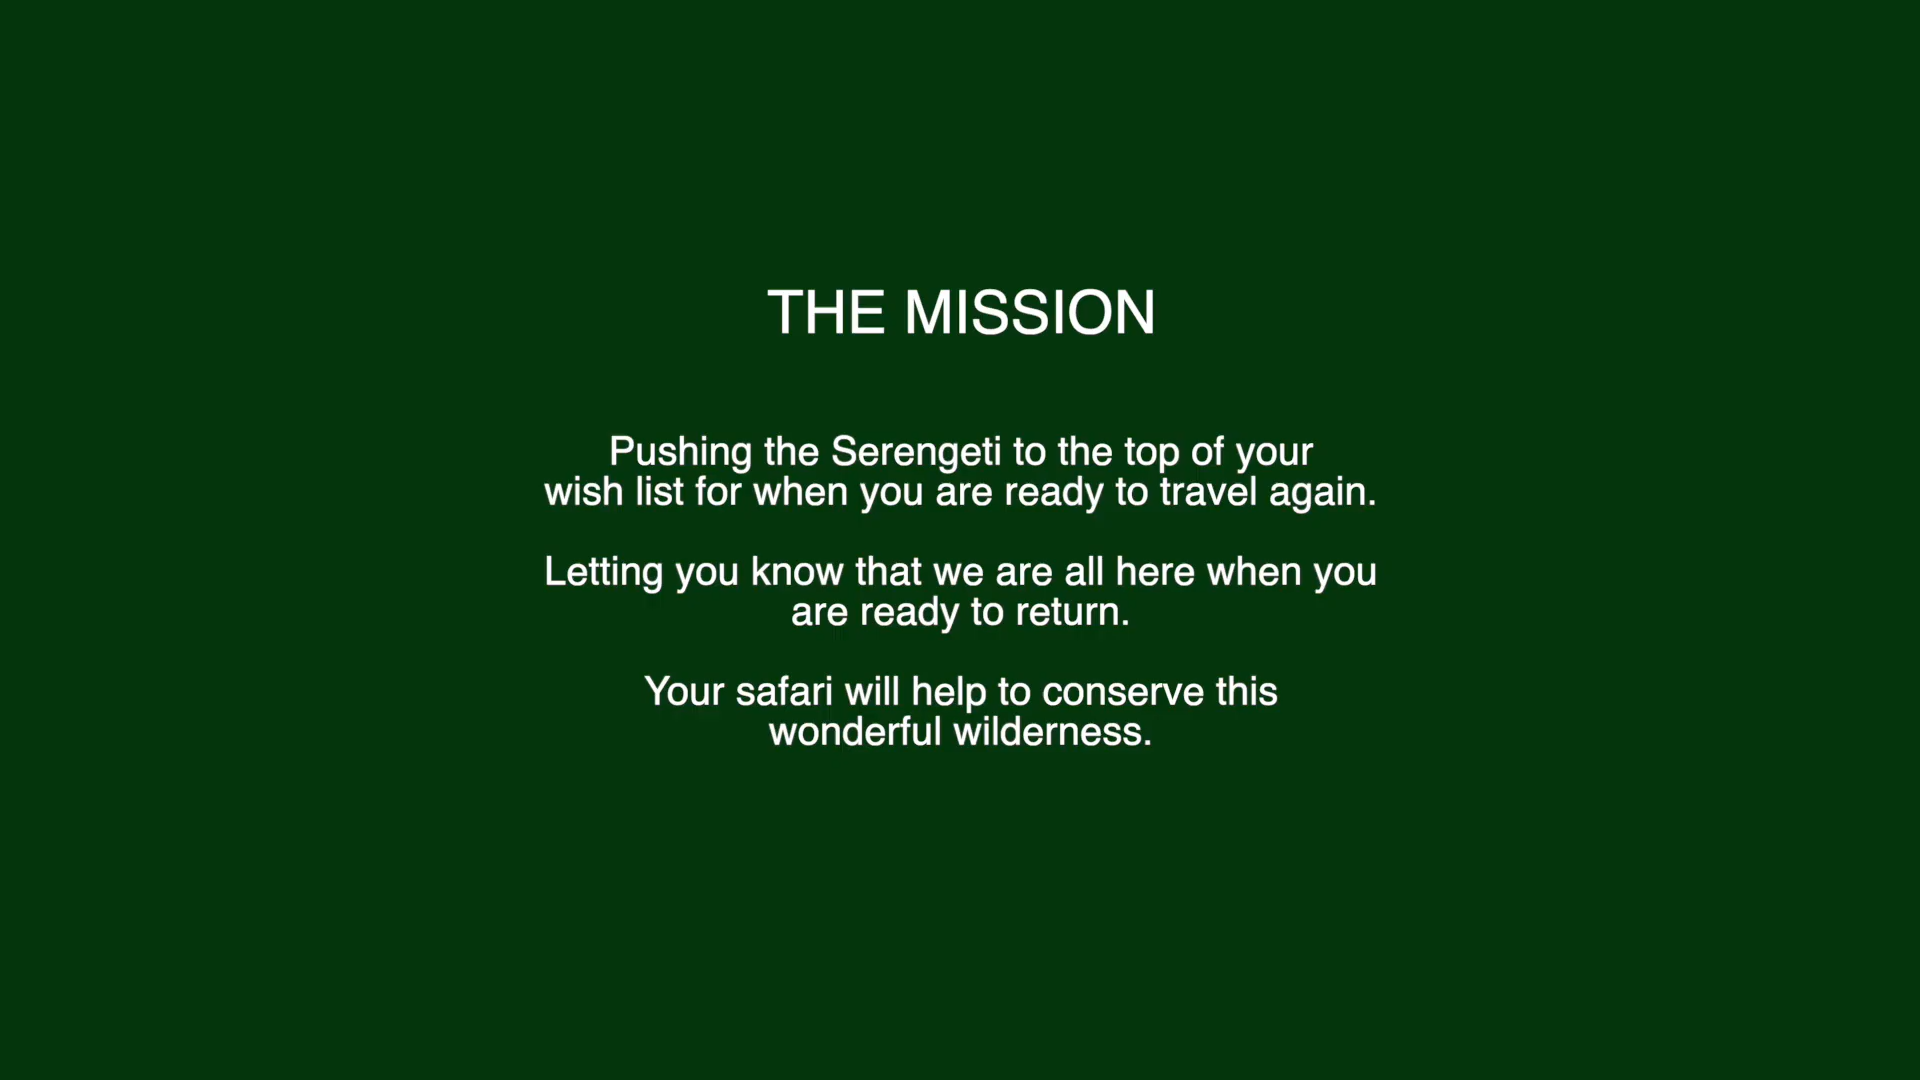 THE MISSION
Pushing the Serengeti to the top of your
wish list for when you are ready to travel again.
Letting you know that we are all here when you
are ready to return.
Your safari will help to conserve this
wonderful wilderness.